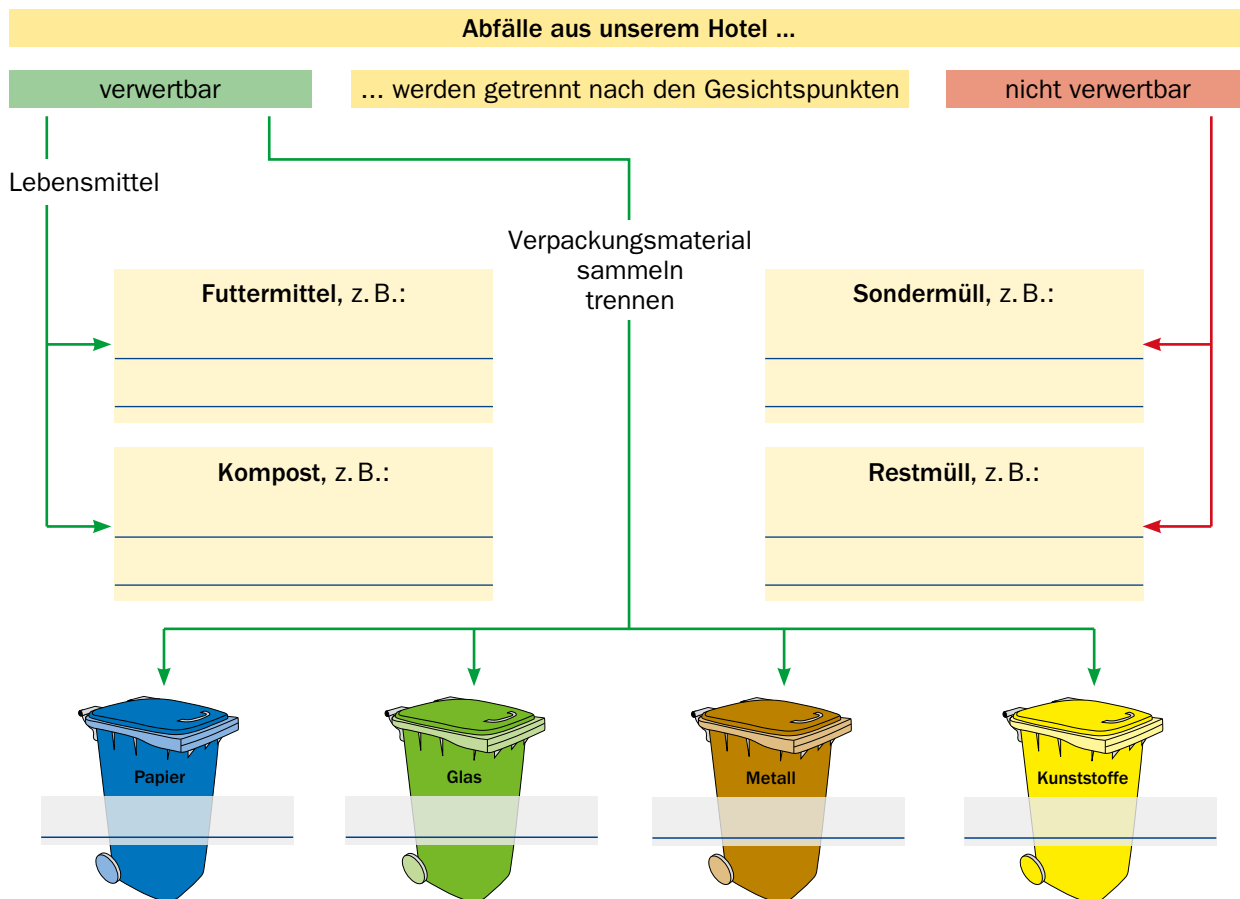 Abfälle aus unserem Hotel ...
verwertbar
... werden getrennt nach den Gesichtspunkten
nicht verwertbar
Lebensmittel
Verpackungsmaterial
sammeln
trennen
Futtermittel, z. B.:
Sondermüll, z. B.:
Kompost, z. B.:
Restmüll, z. B.:
Papier
Glas
Metall
Kunststoffe